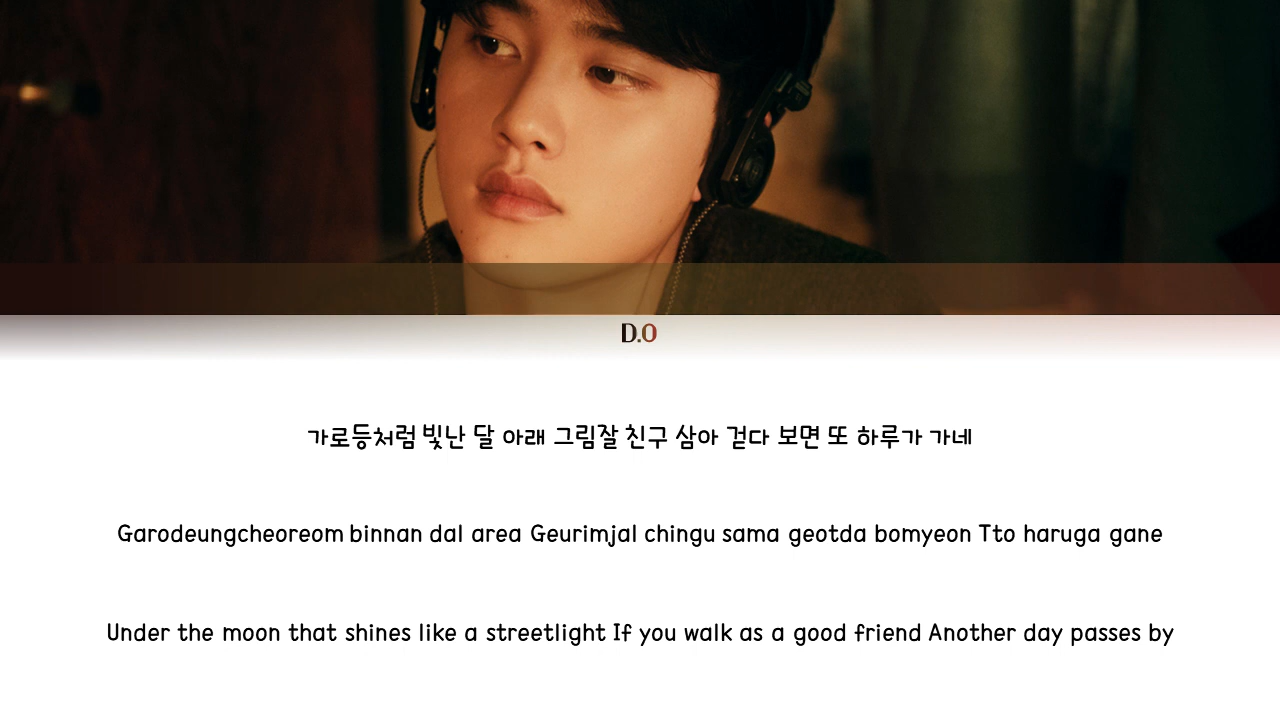 D.O
가로등처럼 빛난 달 아래 그림잘 친구 삼아 걷다 보면 또 하루가 가네
Garodeungcheoreom binnan dal area Geurimjal chingu sama geotda bomyeon Tto haruga gane
Under the moon that shines like a streetlight If you walk as a good friend Another day passes by